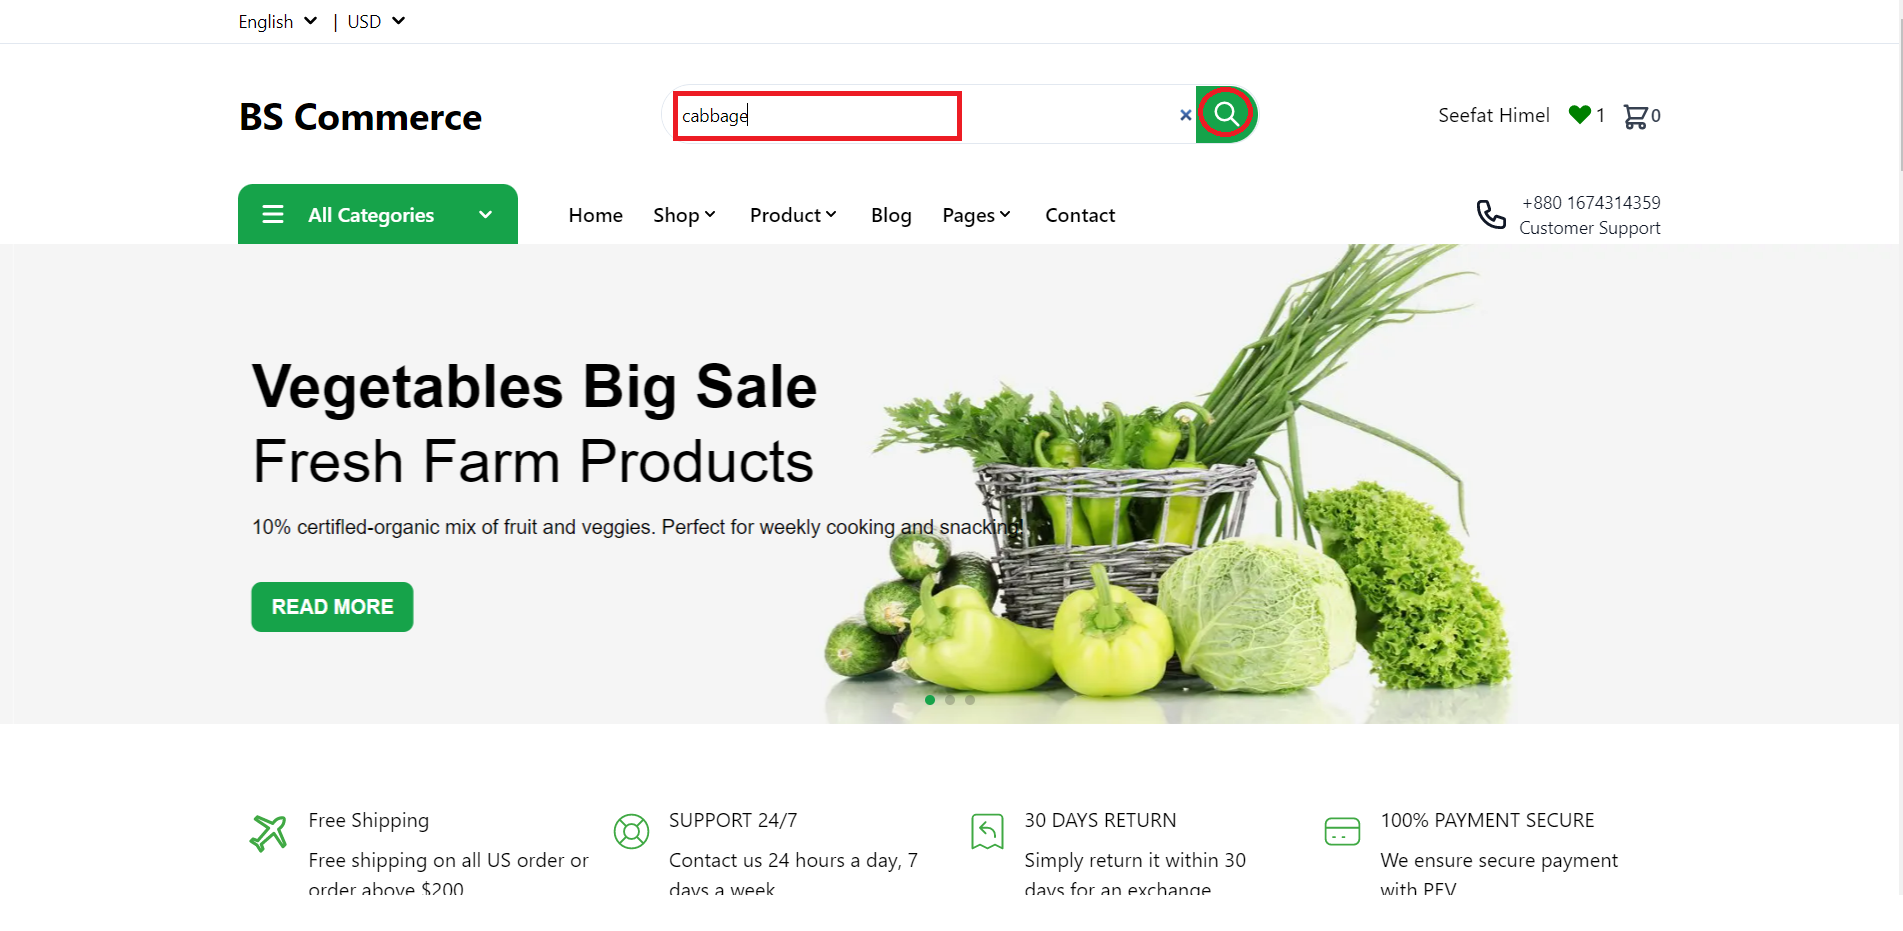 English | USD
BS Commerce
cabbage
Seefat Himel 1 0
All Categories
Home Shop Product Blog Pages Contact
+880 1674314359
Customer Support
Vegetables Big Sale
Fresh Farm Products
10% certifled-organic mix of fruit and veggies. Perfect for weekly cooking and snacking!
READ MORE
Free Shipping
Free shipping on all US order or
order above $200
SUPPORT 24/7
Contact us 24 hours a day, 7
days a week
30 DAYS RETURN
Simply return it within 30
days for an exchange
100% PAYMENT SECURE
We ensure secure payment
with PEV